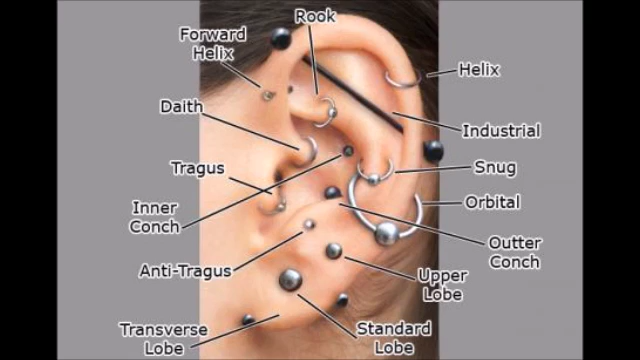 Rook
Forward
Helix
Helix
Daith
Industrial
Tragus
Snug
Inner
Conch
Orbital
Outter
Conch
Anti-Tragus
Upper
Lobe
Transverse
Lobe
Standard
Lobe